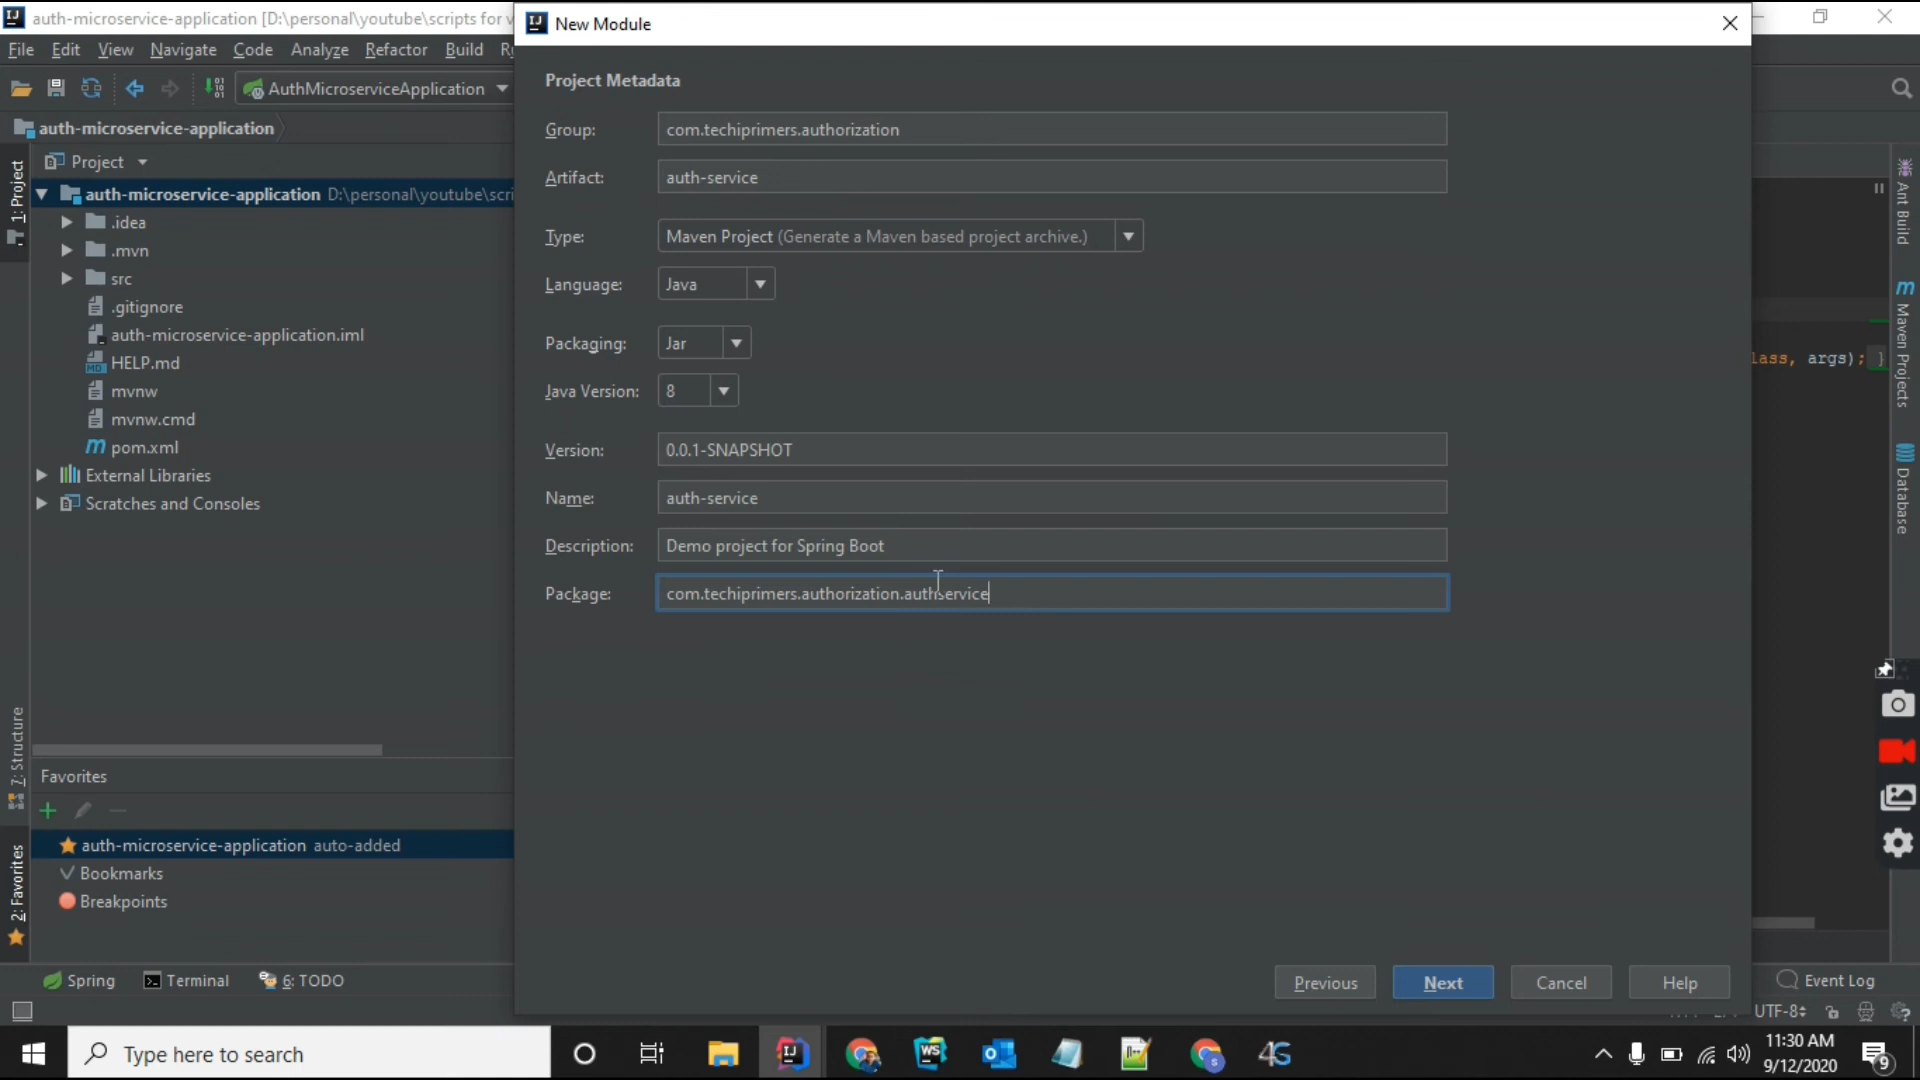 auth-microservice-application [D:\personal\youtube\scripts for v
New Module
File Edit View Navigate Code Analyze Refactor Build Ru
AuthMicroserviceApplication
auth-microservice-application
Project
auth-microservice-application D:\personal\youtube\scri
.idea
.mvn
src
.gitignore
auth-microservice-application.iml
HELP.md
mvnw
mvnw.cmd
pom.xml
External Libraries
Scratches and Consoles
1: Project
7: Structure
2: Favorites
Favorites
auth-microservice-application auto-added
Bookmarks
Breakpoints
Project Metadata
Group: com.techiprimers.authorization
Artifact: auth-service
Type: Maven Project (Generate a Maven based project archive.)
Language: Java
Packaging: Jar
Java Version: 8
Version: 0.0.1-SNAPSHOT
Name: auth-service
Description: Demo project for Spring Boot
Package: com.techiprimers.authorization.authservice
Previous Next Cancel Help
lass, args); }
Ant Build
Maven Projects
Database
Spring Terminal 6: TODO Event Log
UTF-8
Type here to search
11:30 AM
9/12/2020
9